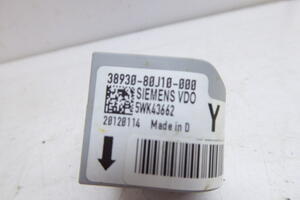 38930-80J10-000
SIEMENS VDO
5WK43662
20120114 Made in D
Y